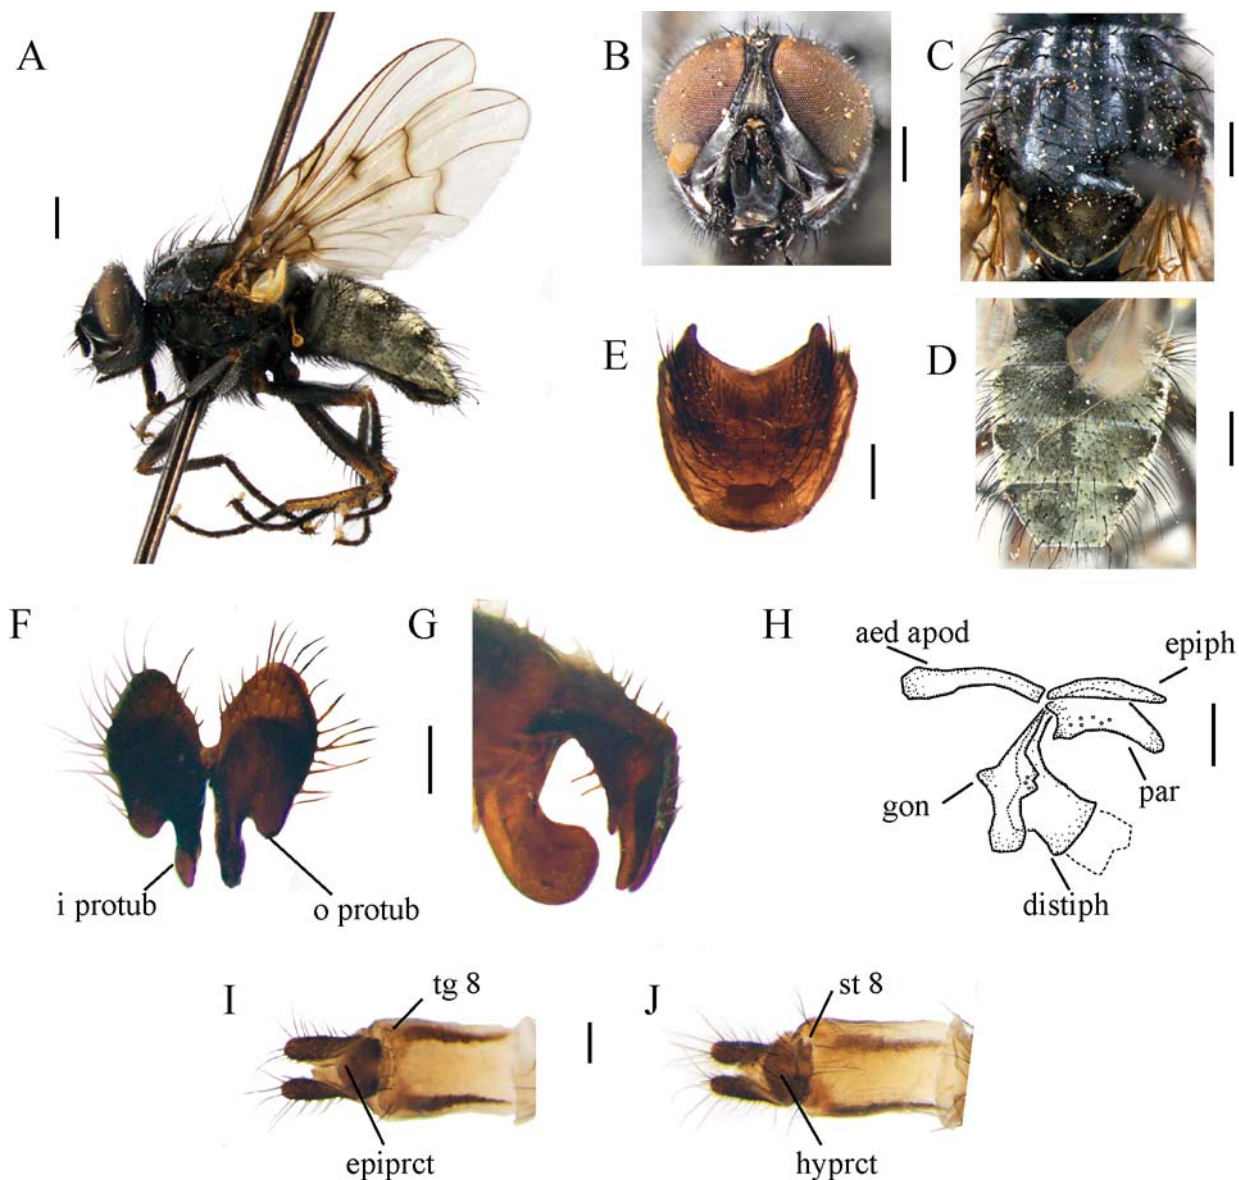 A
B
C
E
D
F
G
H
aed apod
epiph
gon
par
distiph
i protub
o protub
I
tg 8
J
st 8
epiprct
hyprct